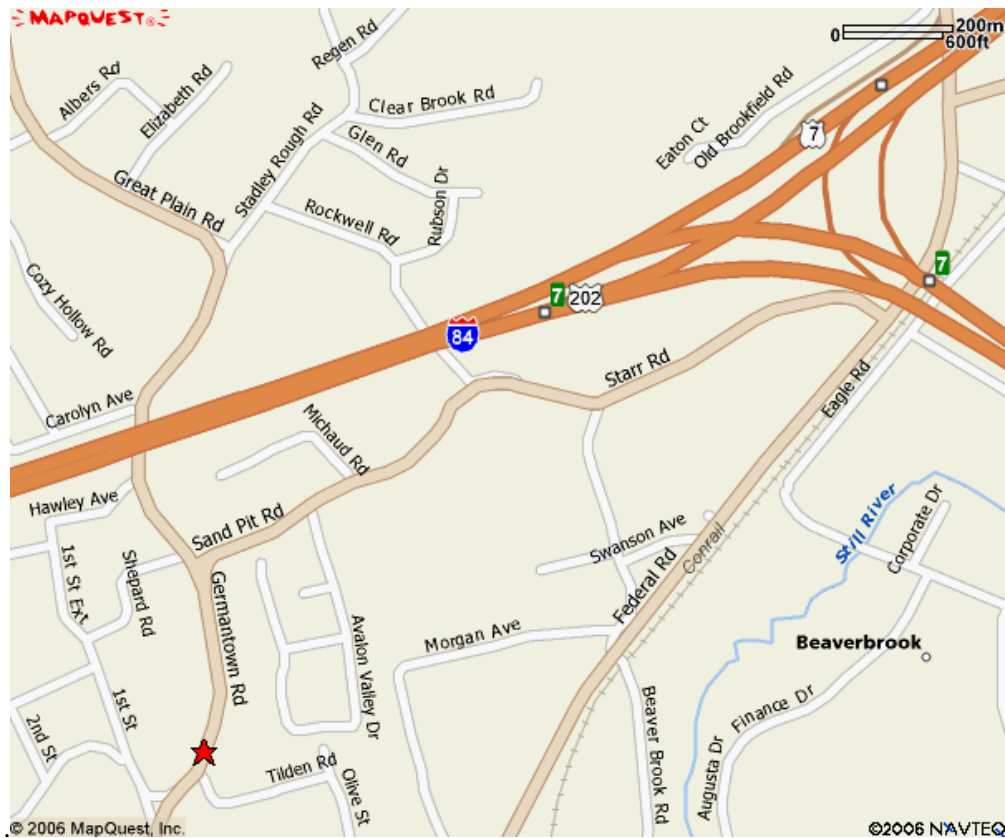 MAPQUEST
0 200m
600ft
Regen Rd
Albers Rd
Elizabeth Rd
Clear Brook Rd
Eaton Ct
Old Brookfield Rd
7
Glen Rd
Stadley Rough Rd
Great Plain Rd
Rockwell Rd
Rubson Dr
Cozy Hollow Rd
7
7
202
84
Starr Rd
Eagle Rd
Carolyn Ave
Michaud Rd
Hawley Ave
Sand Pit Rd
Still River
Corporate Dr
Swanson Ave
Conrail
Federal Rd
1st St Ext
Shepard Rd
Germantown Rd
Avalon Valley Dr
Morgan Ave
Beaverbrook
1st St
2nd St
Beaver Brook Rd
Finance Dr
Augusta Dr
Tilden Rd
Olive St
© 2006 MapQuest, Inc.
©2006 NAVTEQ